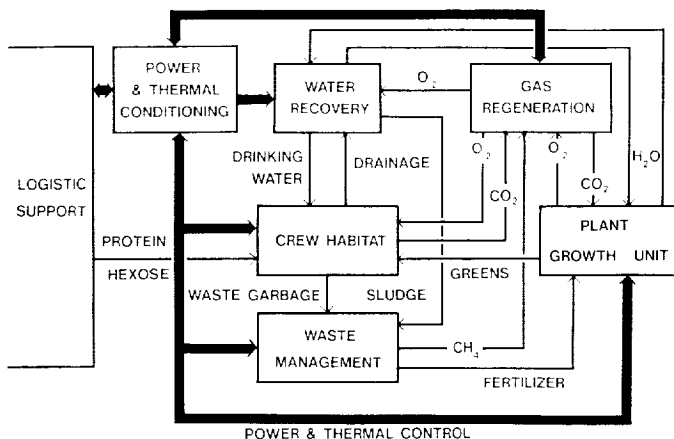 POWER
& THERMAL
CONDITIONING
WATER
RECOVERY
O₂
GAS
REGENERATION
DRINKING
WATER
DRAINAGE
O₂
CO₂
O₂
CO₂
H₂O
LOGISTIC
SUPPORT
PROTEIN
HEXOSE
CREW HABITAT
PLANT
GROWTH UNIT
GREENS
WASTE GARBAGE
SLUDGE
WASTE
MANAGEMENT
CH₄
FERTILIZER
POWER & THERMAL CONTROL